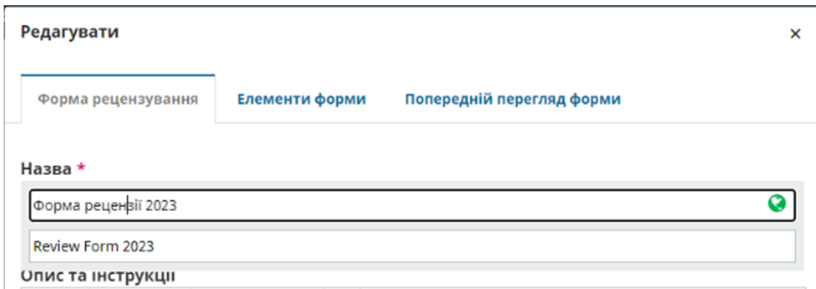 Редагувати ×
Форма рецензування Елементи форми Попередній перегляд форми
Назва *
Форма рецензії 2023
Review Form 2023
Опис та інструкції